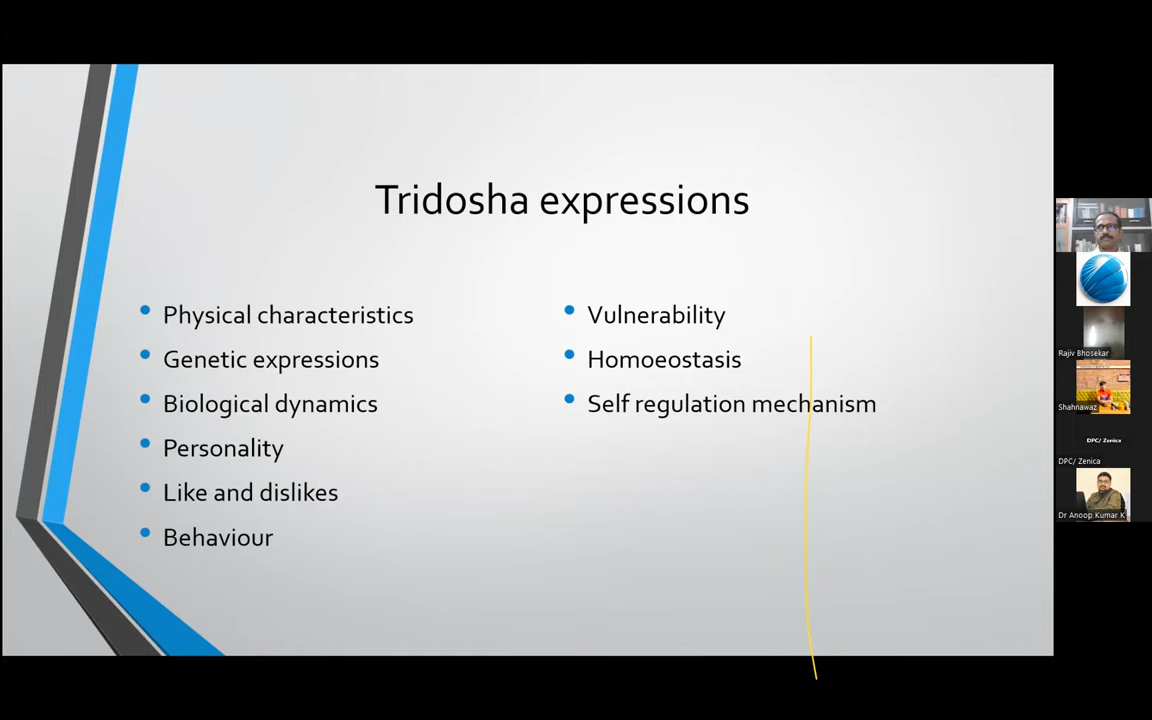 Tridosha expressions
Physical characteristics
Genetic expressions
Biological dynamics
Personality
Like and dislikes
Behaviour
Vulnerability
Homoeostasis
Self regulation mechanism
Rajiv Bhosekar
Shahnawaz
DPC/ Zenica
DPC/ Zenica
Dr Anoop Kumar K